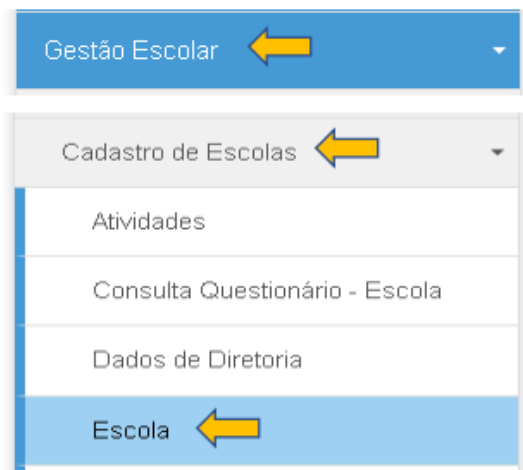 Gestão Escolar
Cadastro de Escolas
Atividades
Consulta Questionário - Escola
Dados de Diretoria
Escola